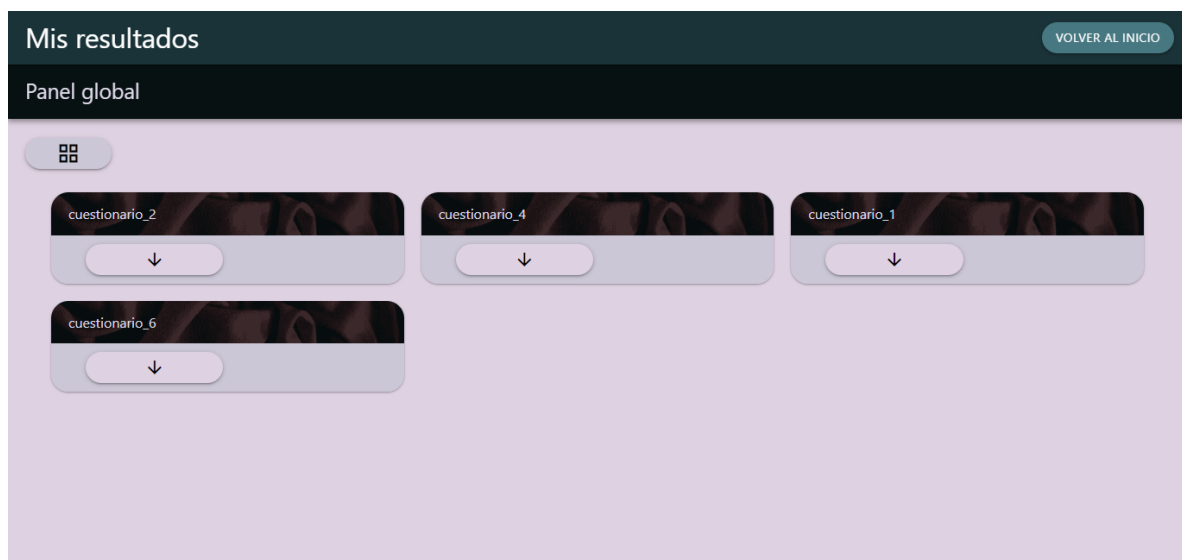 Mis resultados
VOLVER AL INICIO
Panel global
cuestionario_2
cuestionario_4
cuestionario_1
cuestionario_6